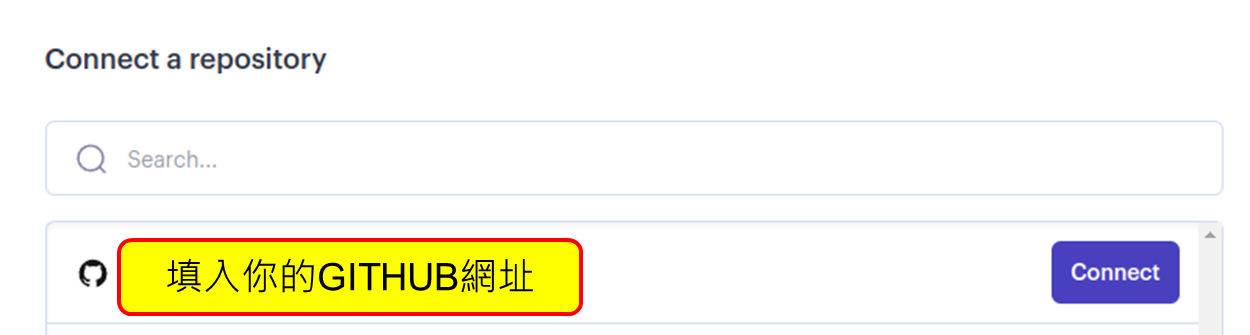 Connect a repository
Search...
填入你的GITHUB網址
Connect